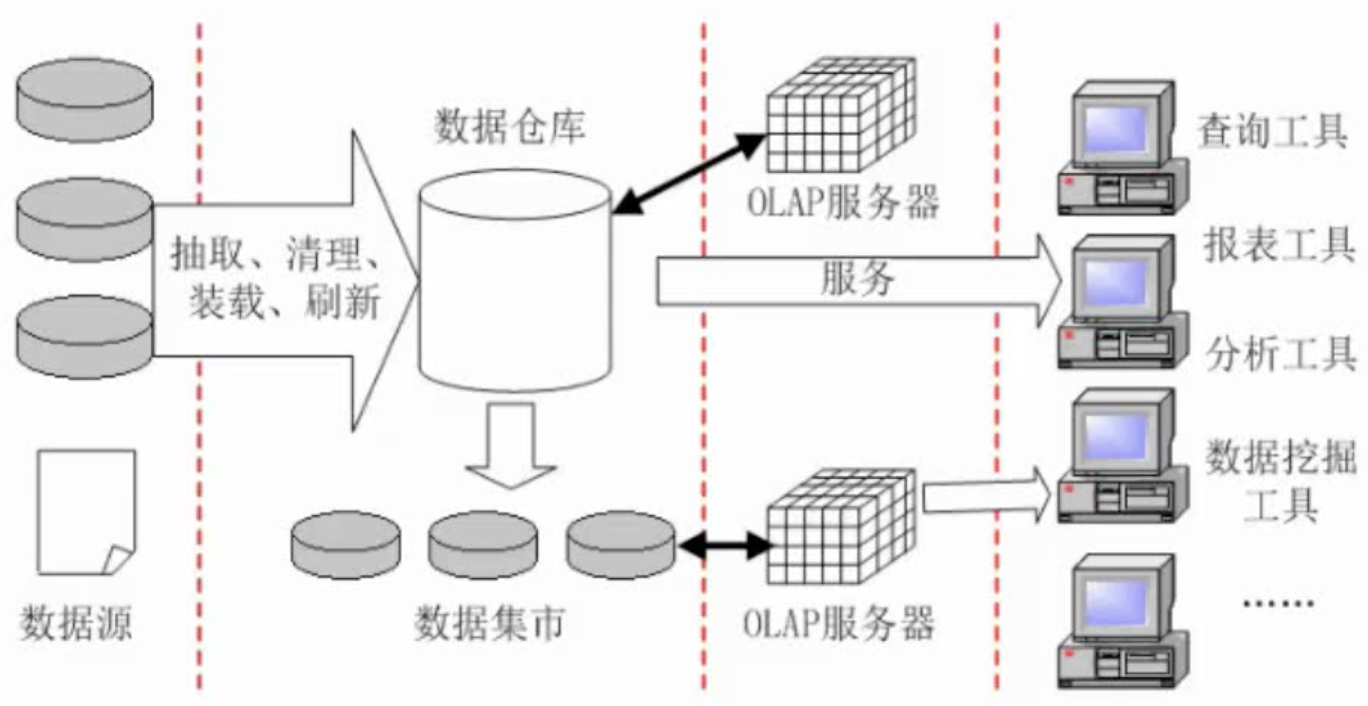 数据仓库
OLAP服务器
查询工具
报表工具
抽取、清理、
装载、刷新
服务
分析工具
数据挖掘
工具
数据源
数据集市
OLAP服务器
……